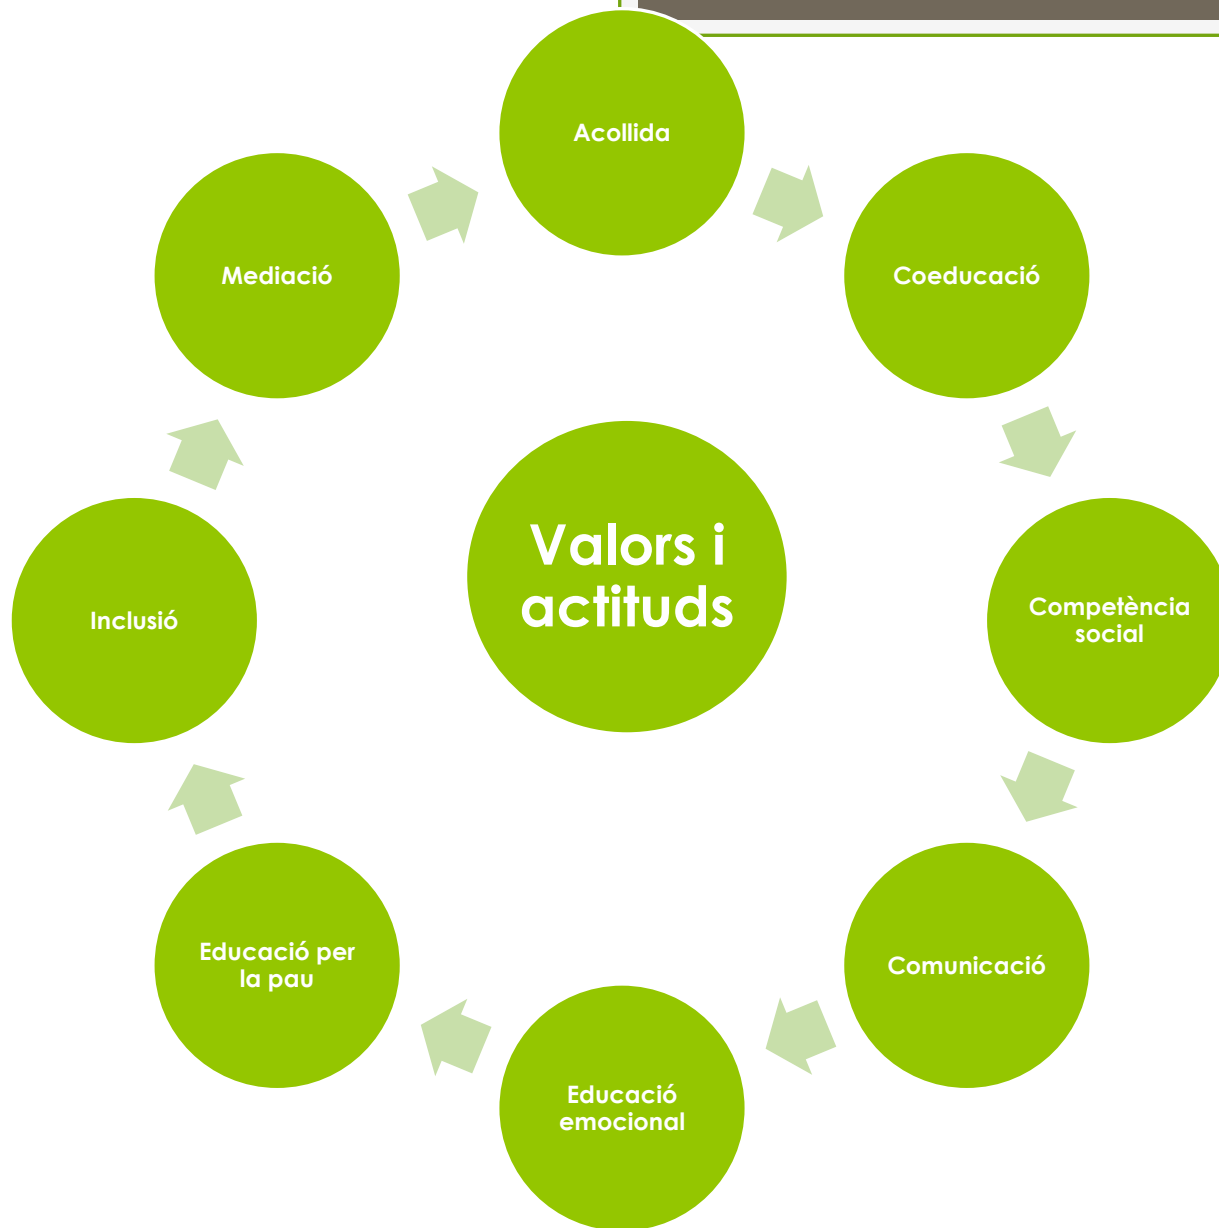 Acollida
Mediació
Coeducació
Valors i
actituds
Inclusió
Competència
social
Educació per
la pau
Comunicació
Educació
emocional